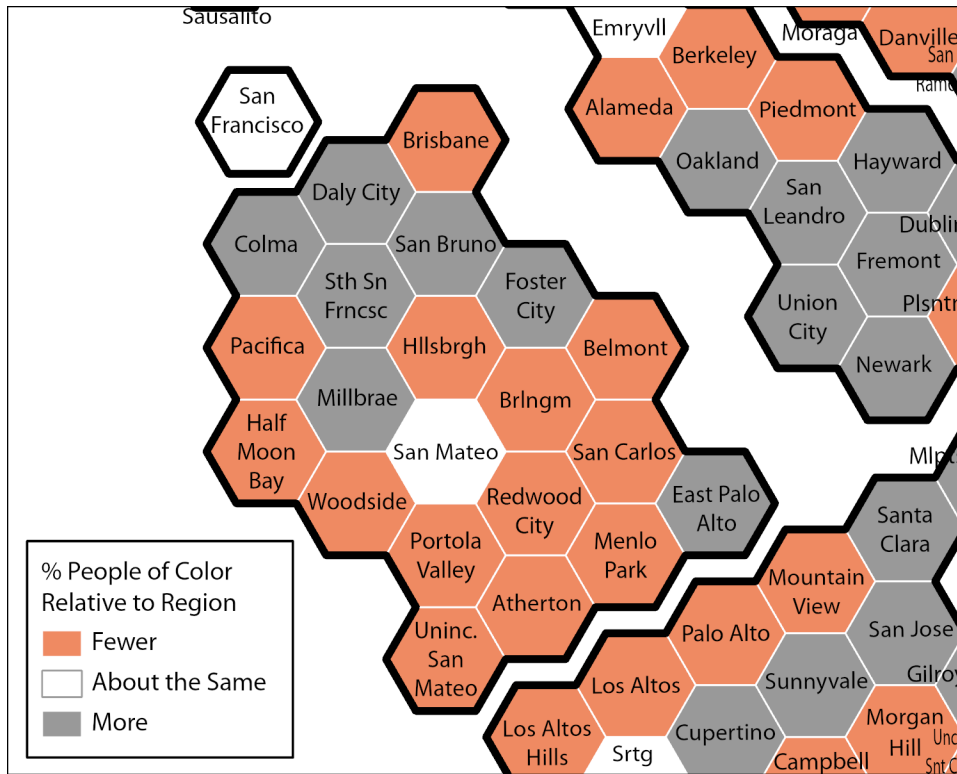 Sausalito
San
Francisco
Emryvll
Berkeley
Moraga
Danville
San
Alameda
Piedmont
Brisbane
Oakland
Hayward
Daly City
San
Leandro
Dublin
Colma
San Bruno
Fremont
Sth Sn
Frncsc
Foster
City
Union
City
Plsntn
Pacifica
Hllsbrgh
Belmont
Newark
Millbrae
Brlngm
Half
Moon
Bay
San Mateo
San Carlos
Mlpt
Woodside
Redwood
City
East Palo
Alto
Santa
Clara
Portola
Valley
Menlo
Park
Mountain
View
Atherton
Palo Alto
San Jose
Uninc.
San
Mateo
Los Altos
Sunnyvale
Gilroy
Los Altos
Hills
Srtg
Cupertino
Morgan
Hill
Campbell
% People of Color
Relative to Region
Fewer
About the Same
More